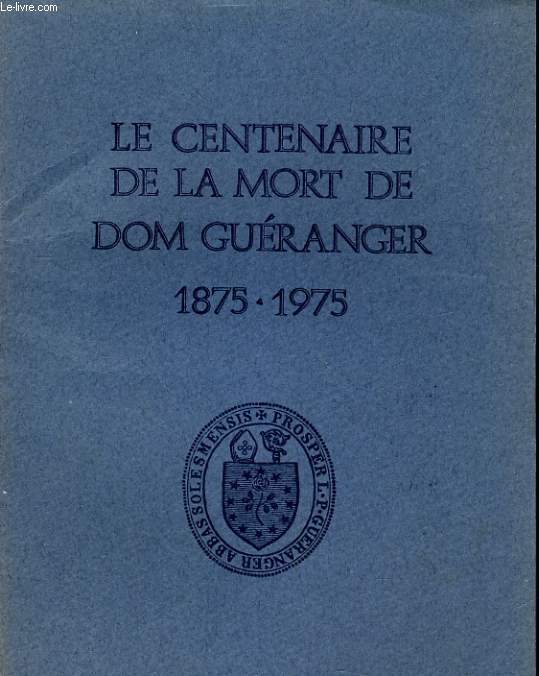 Le-livre.com
LE CENTENAIRE
DE LA MORT DE
DOM GUÉRANGER
1875 · 1975
✠ PROSPER L · P · GUERANGER ABBAS SOLESMENSIS